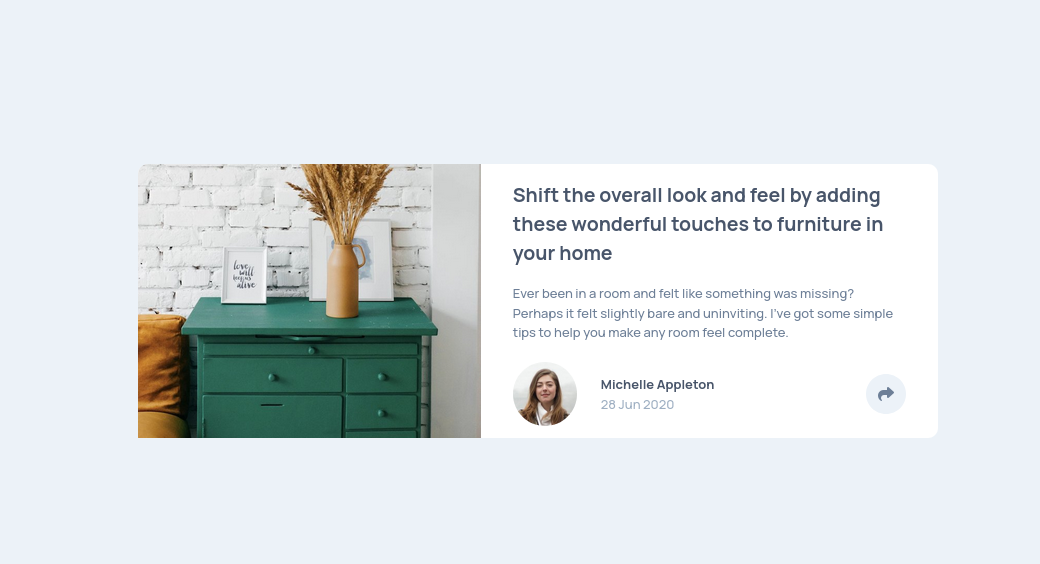 love
will
keep us
alive
Shift the overall look and feel by adding
these wonderful touches to furniture in
your home
Ever been in a room and felt like something was missing?
Perhaps it felt slightly bare and uninviting. I've got some simple
tips to help you make any room feel complete.
Michelle Appleton
28 Jun 2020